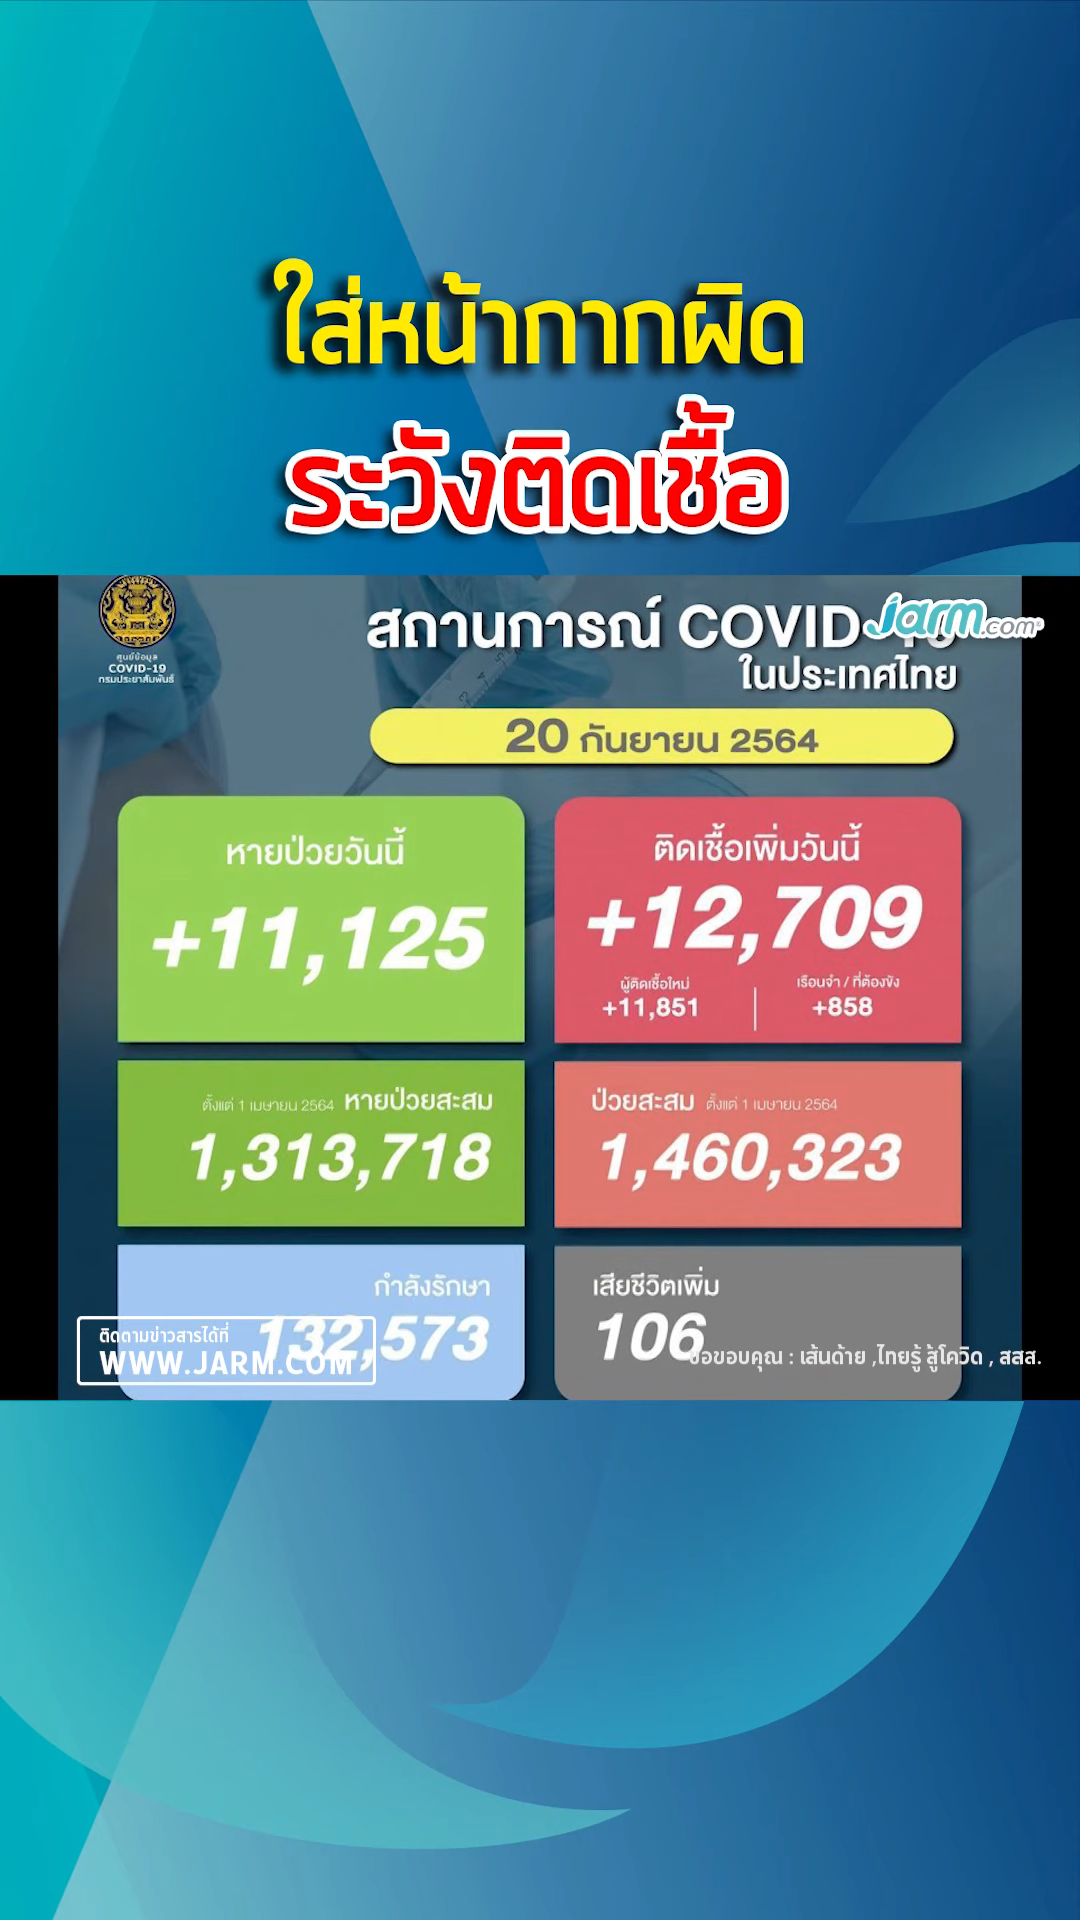 ใส่หน้ากากผิด
ระวังติดเชื้อ
ศูนย์ข้อมูล
COVID-19
กรมประชาสัมพันธ์
สถานการณ์ COVID-19
jarm.com
ในประเทศไทย
20 กันยายน 2564
หายป่วยวันนี้
+11,125
ติดเชื้อเพิ่มวันนี้
+12,709
ผู้ติดเชื้อใหม่
+11,851
เรือนจำ / ที่ต้องขัง
+858
ตั้งแต่ 1 เมษายน 2564 หายป่วยสะสม
1,313,718
ป่วยสะสม ตั้งแต่ 1 เมษายน 2564
1,460,323
กำลังรักษา
132,573
เสียชีวิตเพิ่ม
106
ติดตามข่าวสารได้ที่
WWW.JARM.COM
ขอขอบคุณ : เส้นด้าย ,ไทยรู้ สู้โควิด , สสส.